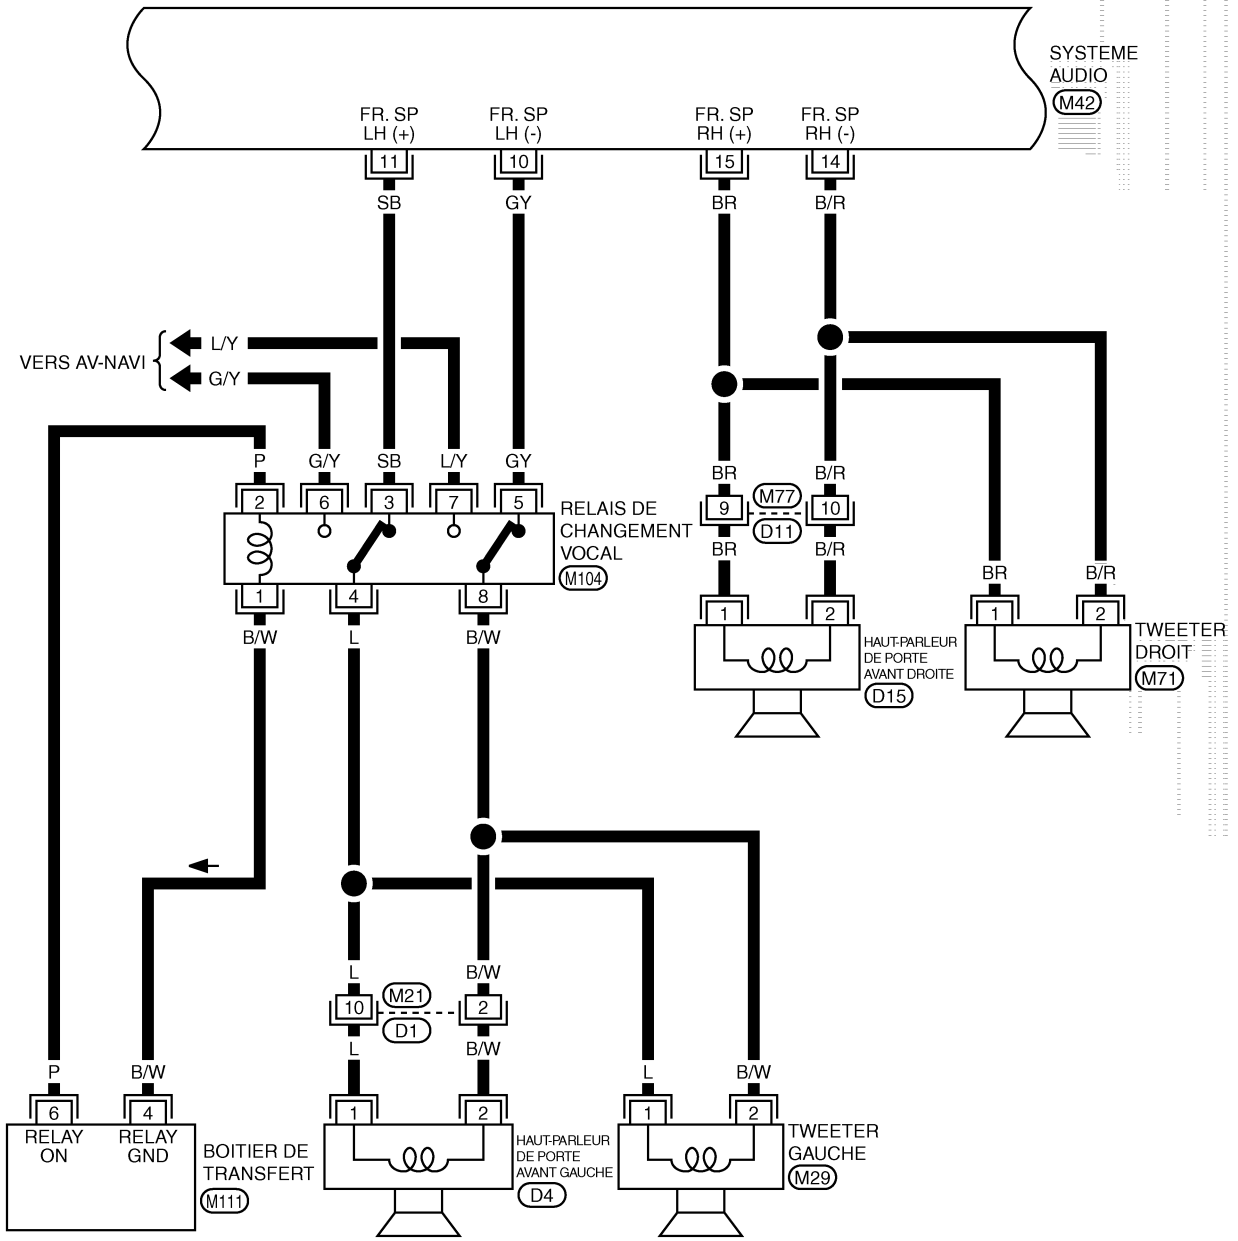 SYSTEME
AUDIO
M42
FR. SP
LH (+)
FR. SP
LH (-)
FR. SP
RH (+)
FR. SP
RH (-)
11
10
15
14
SB
GY
BR
B/R
VERS AV-NAVI
L/Y
G/Y
P
G/Y
SB
L/Y
GY
2
6
3
7
5
RELAIS DE
CHANGEMENT
VOCAL
M104
1
4
8
B/W
L
B/W
BR
B/R
9
M77
10
D11
BR
B/R
BR
B/R
1
2
1
2
HAUT-PARLEUR
DE PORTE
AVANT DROITE
D15
TWEETER
DROIT
M71
L
B/W
10
M21
2
D1
L
B/W
P
B/W
L
B/W
6
4
1
2
1
2
RELAY
ON
RELAY
GND
BOITIER DE
TRANSFERT
M111
HAUT-PARLEUR
DE PORTE
AVANT GAUCHE
D4
TWEETER
GAUCHE
M29